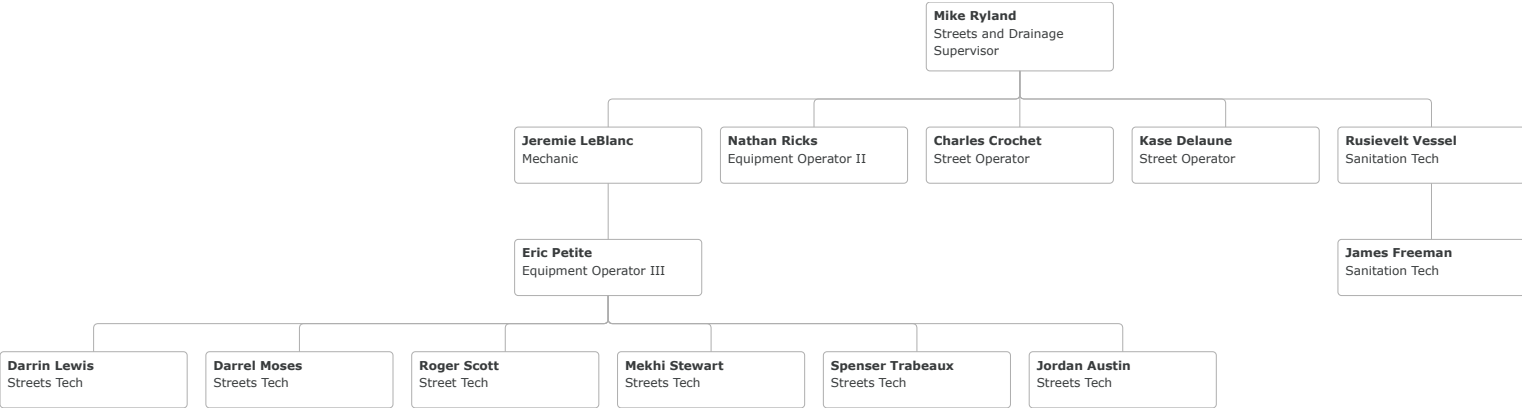 Mike Ryland
Streets and Drainage
Supervisor
Jeremie LeBlanc
Mechanic
Nathan Ricks
Equipment Operator II
Charles Crochet
Street Operator
Kase Delaune
Street Operator
Rusievelt Vessel
Sanitation Tech
Eric Petite
Equipment Operator III
James Freeman
Sanitation Tech
Darrin Lewis
Streets Tech
Darrel Moses
Streets Tech
Roger Scott
Street Tech
Mekhi Stewart
Streets Tech
Spenser Trabeaux
Streets Tech
Jordan Austin
Streets Tech